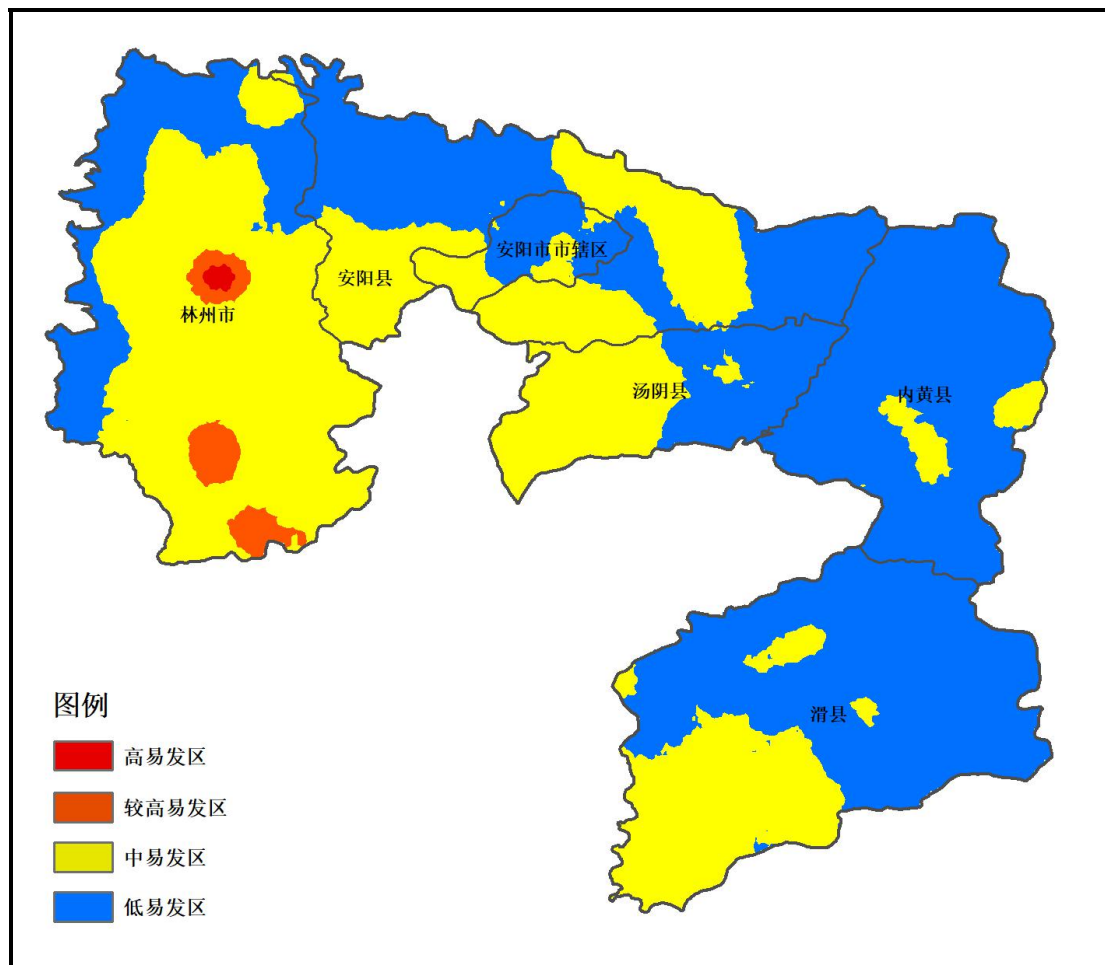 安阳市市辖区
安阳县
林州市
汤阴县
内黄县
滑县
图例
高易发区
较高易发区
中易发区
低易发区